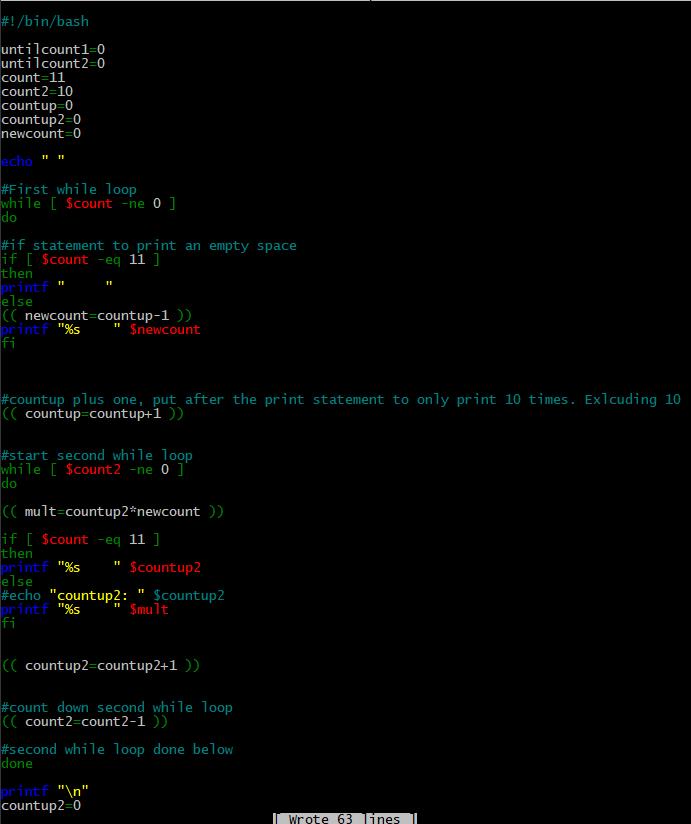 #!/bin/bash
untilcount1=0
untilcount2=0
count=11
count2=10
countup=0
countup2=0
newcount=0
echo " "
#First while loop
while [ $count -ne 0 ]
do
#if statement to print an empty space
if [ $count -eq 11 ]
then
printf "     "
else
(( newcount=countup-1 ))
printf "%s    " $newcount
fi
#countup plus one, put after the print statement to only print 10 times. Exlcuding 10
(( countup=countup+1 ))
#start second while loop
while [ $count2 -ne 0 ]
do
(( mult=countup2*newcount ))
if [ $count -eq 11 ]
then
printf "%s    " $countup2
else
#echo "countup2: " $countup2
printf "%s    " $mult
fi
(( countup2=countup2+1 ))
#count down second while loop
(( count2=count2-1 ))
#second while loop done below
done
printf "\n"
countup2=0
[ Wrote 63 lines ]